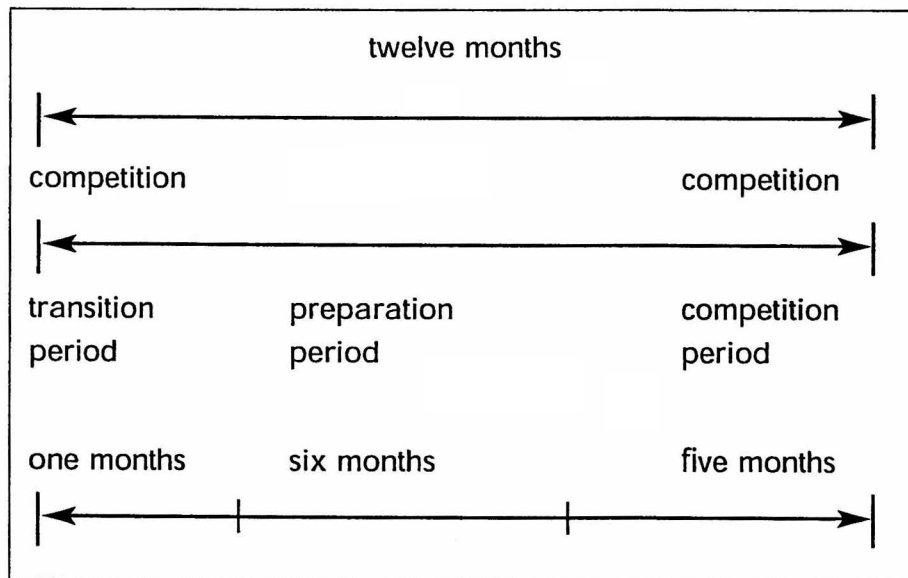 twelve months
competition competition
transition preparation competition
period period period
one months six months five months